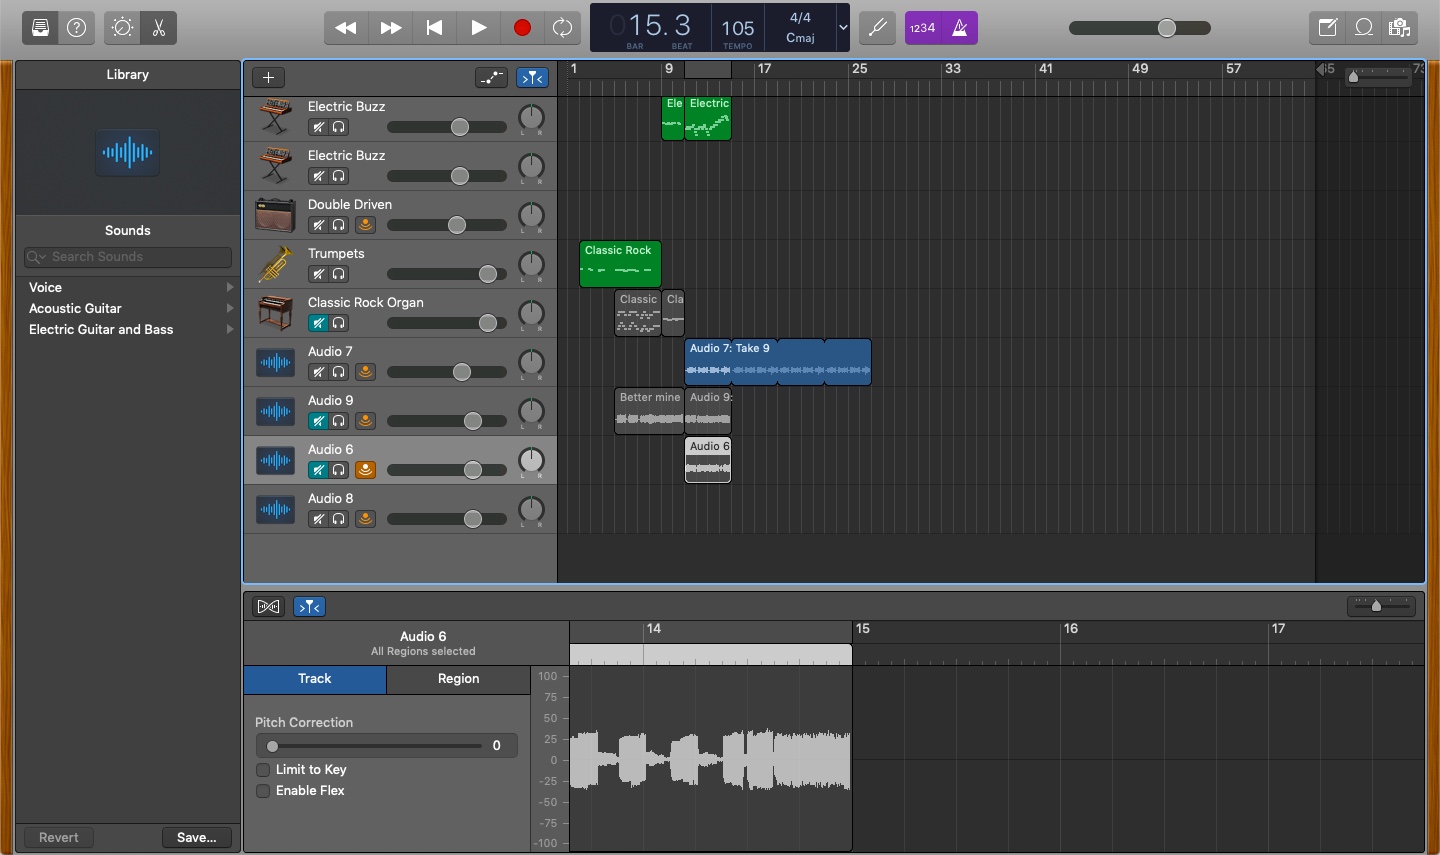 015.3
BAR
BEAT
105
TEMPO
4/4
Cmaj
1234
Library
Sounds
Search Sounds
Voice
Acoustic Guitar
Electric Guitar and Bass
Revert
Save...
1
9
17
25
33
41
49
57
65
73
Electric Buzz
L R
Ele
Electric
Electric Buzz
L R
Double Driven
L R
Trumpets
L R
Classic Rock
Classic Rock Organ
L R
Classic
Cla
Audio 7
L R
Audio 7: Take 9
Audio 9
L R
Better mine
Audio 9:
Audio 6
L R
Audio 6
Audio 8
L R
Audio 6
All Regions selected
Track
Region
Pitch Correction
0
Limit to Key
Enable Flex
14
15
16
17
100
75
50
25
0
-25
-50
-75
-100